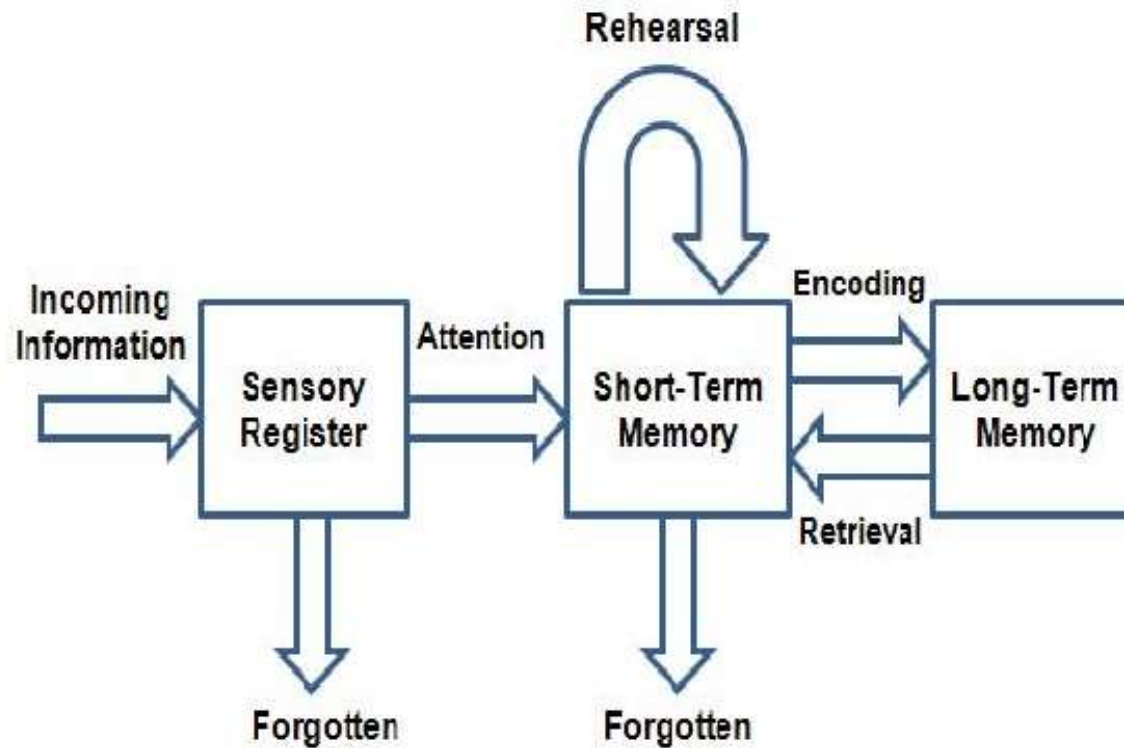 Rehearsal
Incoming
Information
Attention
Encoding
Sensory
Register
Short-Term
Memory
Long-Term
Memory
Retrieval
Forgotten
Forgotten